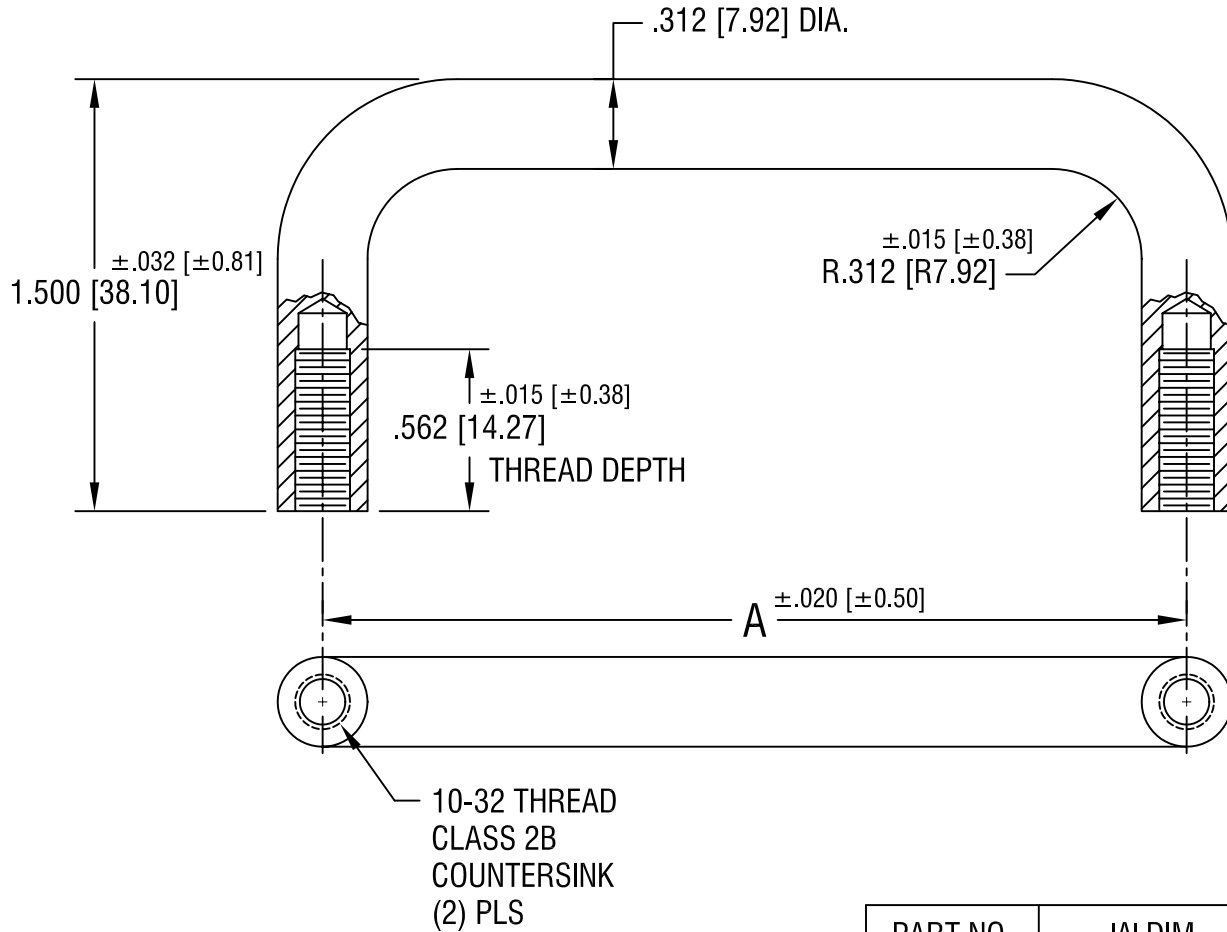 .312 [7.92] DIA.
±.032 [±0.81]
1.500 [38.10]
±.015 [±0.38]
R.312 [R7.92]
±.015 [±0.38]
.562 [14.27]
THREAD DEPTH
A ±.020 [±0.50]
10-32 THREAD
CLASS 2B
COUNTERSINK
(2) PLS
PART NO.